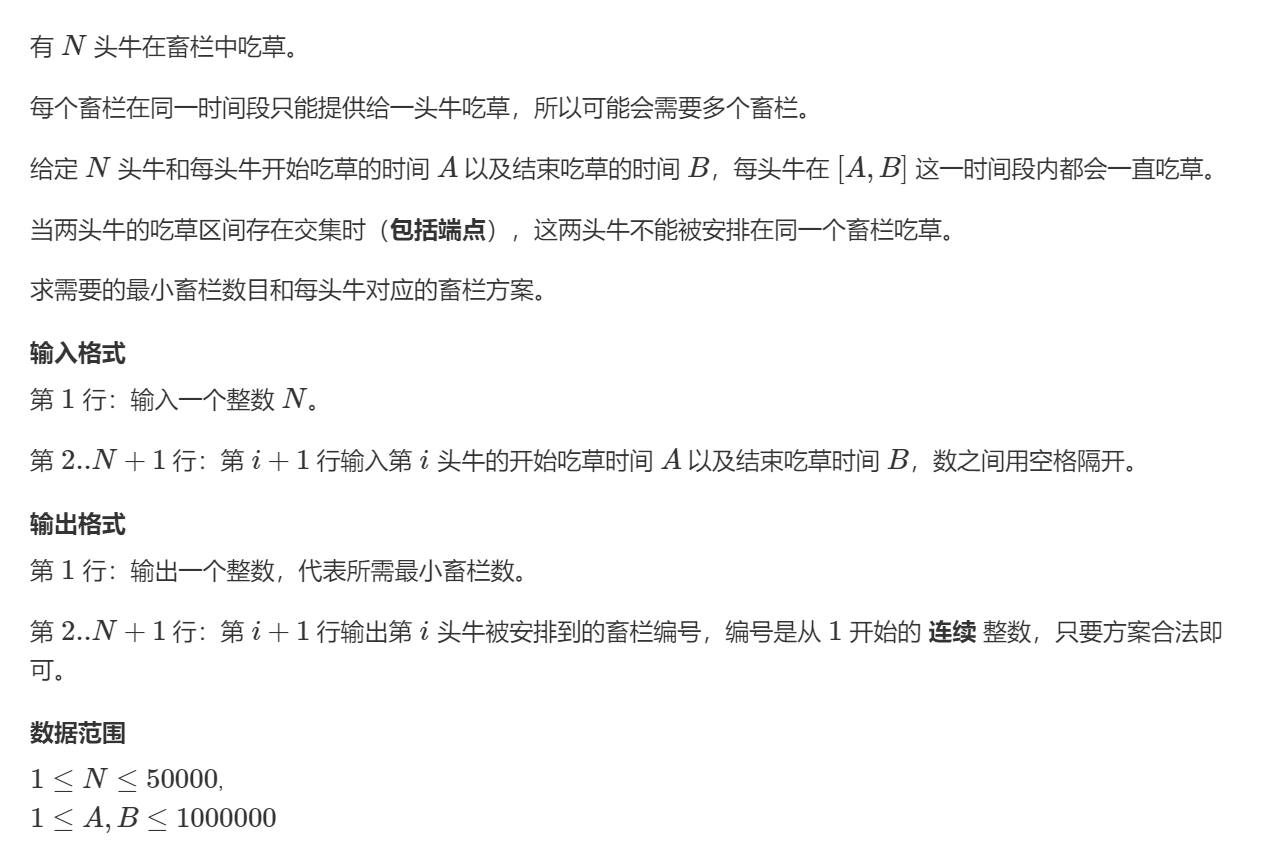 有 N 头牛在畜栏中吃草。
每个畜栏在同一时间段只能提供给一头牛吃草，所以可能会需要多个畜栏。
给定 N 头牛和每头牛开始吃草的时间 A 以及结束吃草的时间 B，每头牛在 [A, B] 这一时间段内都会一直吃草。
当两头牛的吃草区间存在交集时（包括端点），这两头牛不能被安排在同一个畜栏吃草。
求需要的最小畜栏数目和每头牛对应的畜栏方案。
输入格式
第 1 行：输入一个整数 N。
第 2..N + 1 行：第 i + 1 行输入第 i 头牛的开始吃草时间 A 以及结束吃草时间 B，数之间用空格隔开。
输出格式
第 1 行：输出一个整数，代表所需最小畜栏数。
第 2..N + 1 行：第 i + 1 行输出第 i 头牛被安排到的畜栏编号，编号是从 1 开始的 连续 整数，只要方案合法即
可。
数据范围
1 ≤ N ≤ 50000,
1 ≤ A, B ≤ 1000000